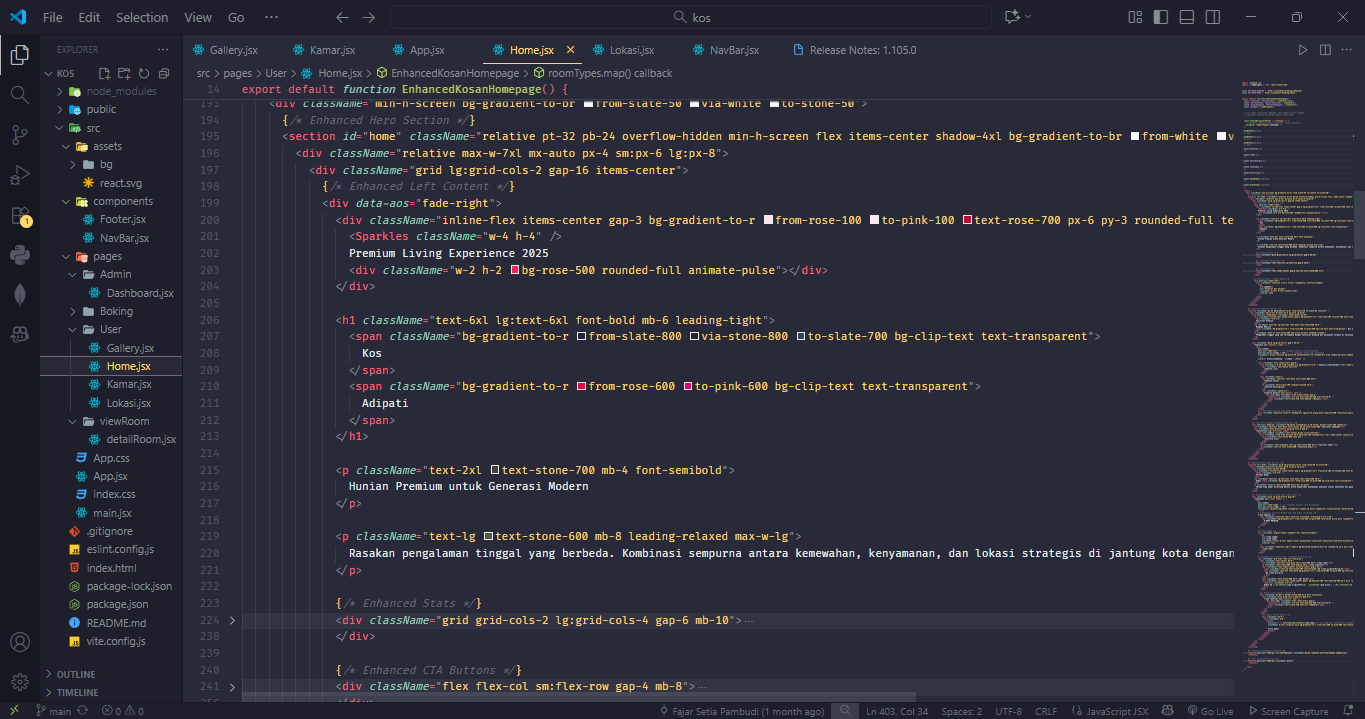 File Edit Selection View Go ··· kos
EXPLORER ···
KOS
node_modules
public
src
assets
bg
react.svg
components
Footer.jsx
NavBar.jsx
pages
Admin
Dashboard.jsx
Boking
User
Gallery.jsx
Home.jsx
Kamar.jsx
Lokasi.jsx
viewRoom
detailRoom.jsx
App.css
App.jsx
index.css
main.jsx
.gitignore
eslint.config.js
index.html
package-lock.json
package.json
README.md
vite.config.js
OUTLINE
TIMELINE
1
Gallery.jsx Kamar.jsx App.jsx Home.jsx Lokasi.jsx NavBar.jsx Release Notes: 1.105.0
src > pages > User > Home.jsx > EnhancedKosanHomepage > roomTypes.map() callback
14 export default function EnhancedKosanHomepage() {
193 <div className="min-h-screen bg-gradient-to-br from-slate-50 via-white to-stone-50">
194 {/* Enhanced Hero Section */}
195 <section id="home" className="relative pt-32 pb-24 overflow-hidden min-h-screen flex items-center shadow-4xl bg-gradient-to-br from-white v
196 <div className="relative max-w-7xl mx-auto px-4 sm:px-6 lg:px-8">
197 <div className="grid lg:grid-cols-2 gap-16 items-center">
198 {/* Enhanced Left Content */}
199 <div data-aos="fade-right">
200 <div className="inline-flex items-center gap-3 bg-gradient-to-r from-rose-100 to-pink-100 text-rose-700 px-6 py-3 rounded-full te
201 <Sparkles className="w-4 h-4" />
202 Premium Living Experience 2025
203 <div className="w-2 h-2 bg-rose-500 rounded-full animate-pulse"></div>
204 </div>
205
206 <h1 className="text-6xl lg:text-6xl font-bold mb-6 leading-tight">
207 <span className="bg-gradient-to-r from-slate-800 via-stone-800 to-slate-700 bg-clip-text text-transparent">
208 Kos
209 </span>
210 <span className="bg-gradient-to-r from-rose-600 to-pink-600 bg-clip-text text-transparent">
211 Adipati
212 </span>
213 </h1>
214
215 <p className="text-2xl text-stone-700 mb-4 font-semibold">
216 Hunian Premium untuk Generasi Modern
217 </p>
218
219 <p className="text-lg text-stone-600 mb-8 leading-relaxed max-w-lg">
220 Rasakan pengalaman tinggal yang berbeda. Kombinasi sempurna antara kemewahan, kenyamanan, dan lokasi strategis di jantung kota dengan
221 </p>
222
223 {/* Enhanced Stats */}
224 <div className="grid grid-cols-2 lg:grid-cols-4 gap-6 mb-10">···
238 </div>
239
240 {/* Enhanced CTA Buttons */}
241 <div className="flex flex-col sm:flex-row gap-4 mb-8">···
main 0 0 Fajar Setia Pambudi (1 month ago) Ln 403, Col 34 Spaces: 2 UTF-8 CRLF {} JavaScript JSX Go Live Screen Capture